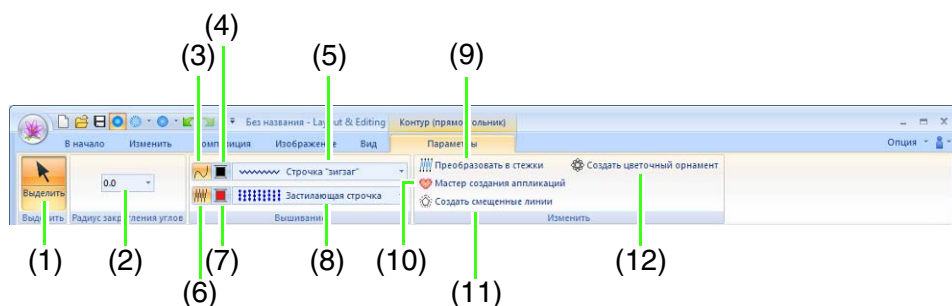 (4)
(3) (5) (9)
Без названия - Layout & Editing Контур (прямоугольник)
В начало Изменить Композиция Изображение Вид Параметры Опция
Выделить 0.0 Строчка "зигзаг" Преобразовать в стежки Создать цветочный орнамент
Мастер создания аппликаций
Застилающая строчка Создать смещенные линии
Выделить Радиус закругления углов Вышивание Изменить
(1) (2) (7) (8) (10) (12)
(6) (11)